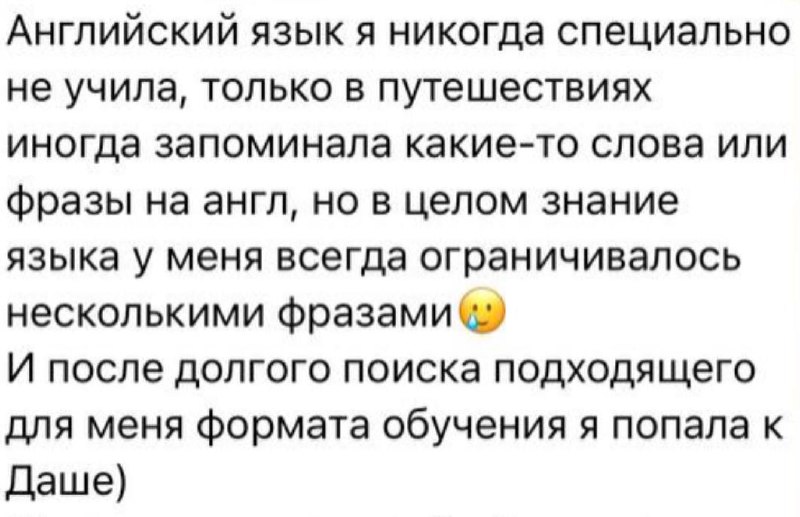 Английский язык я никогда специально
не учила, только в путешествиях
иногда запоминала какие-то слова или
фразы на англ, но в целом знание
языка у меня всегда ограничивалось
несколькими фразами🥲
И после долгого поиска подходящего
для меня формата обучения я попала к
Даше)